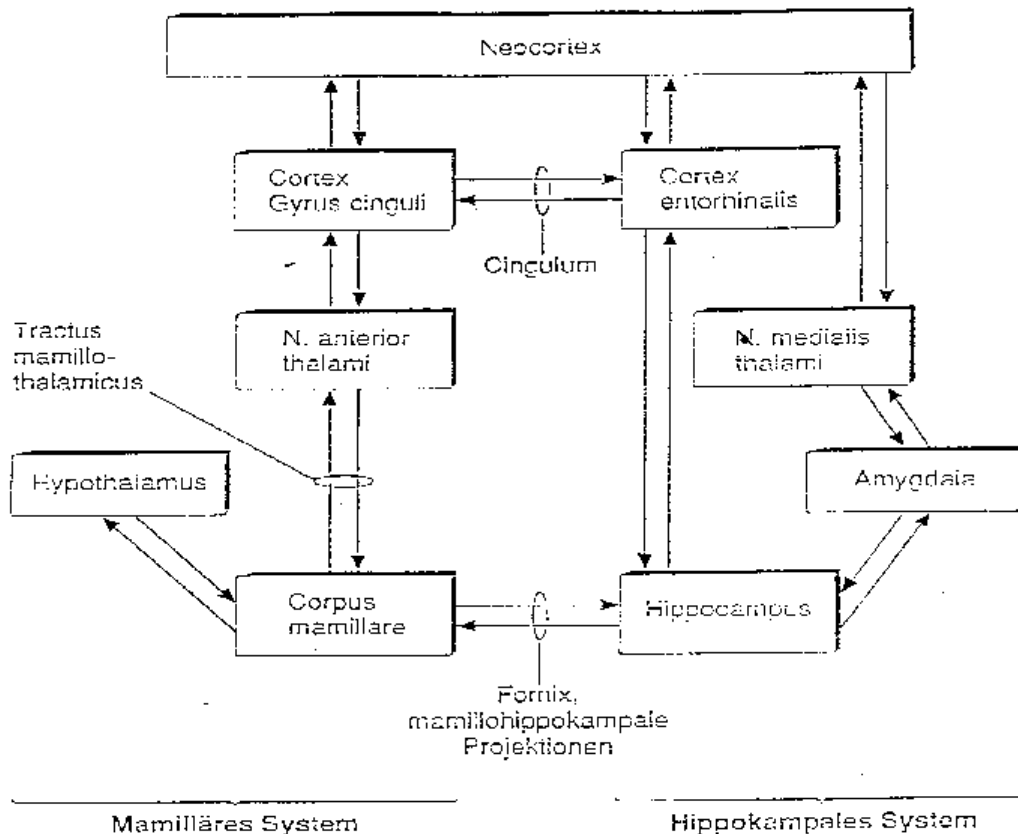 Neocortex
Cortex
Gyrus cinguli
Cortex
entorhinalis
Cingulum
Tractus
mamillo-
thalamicus
N. anterior
thalami
N. medialis
thalami
Hypothalamus
Amygdala
Corpus
mamillare
Hippocampus
Fornix,
mamillohippokampale
Projektionen
Mamilläres System
Hippokampales System